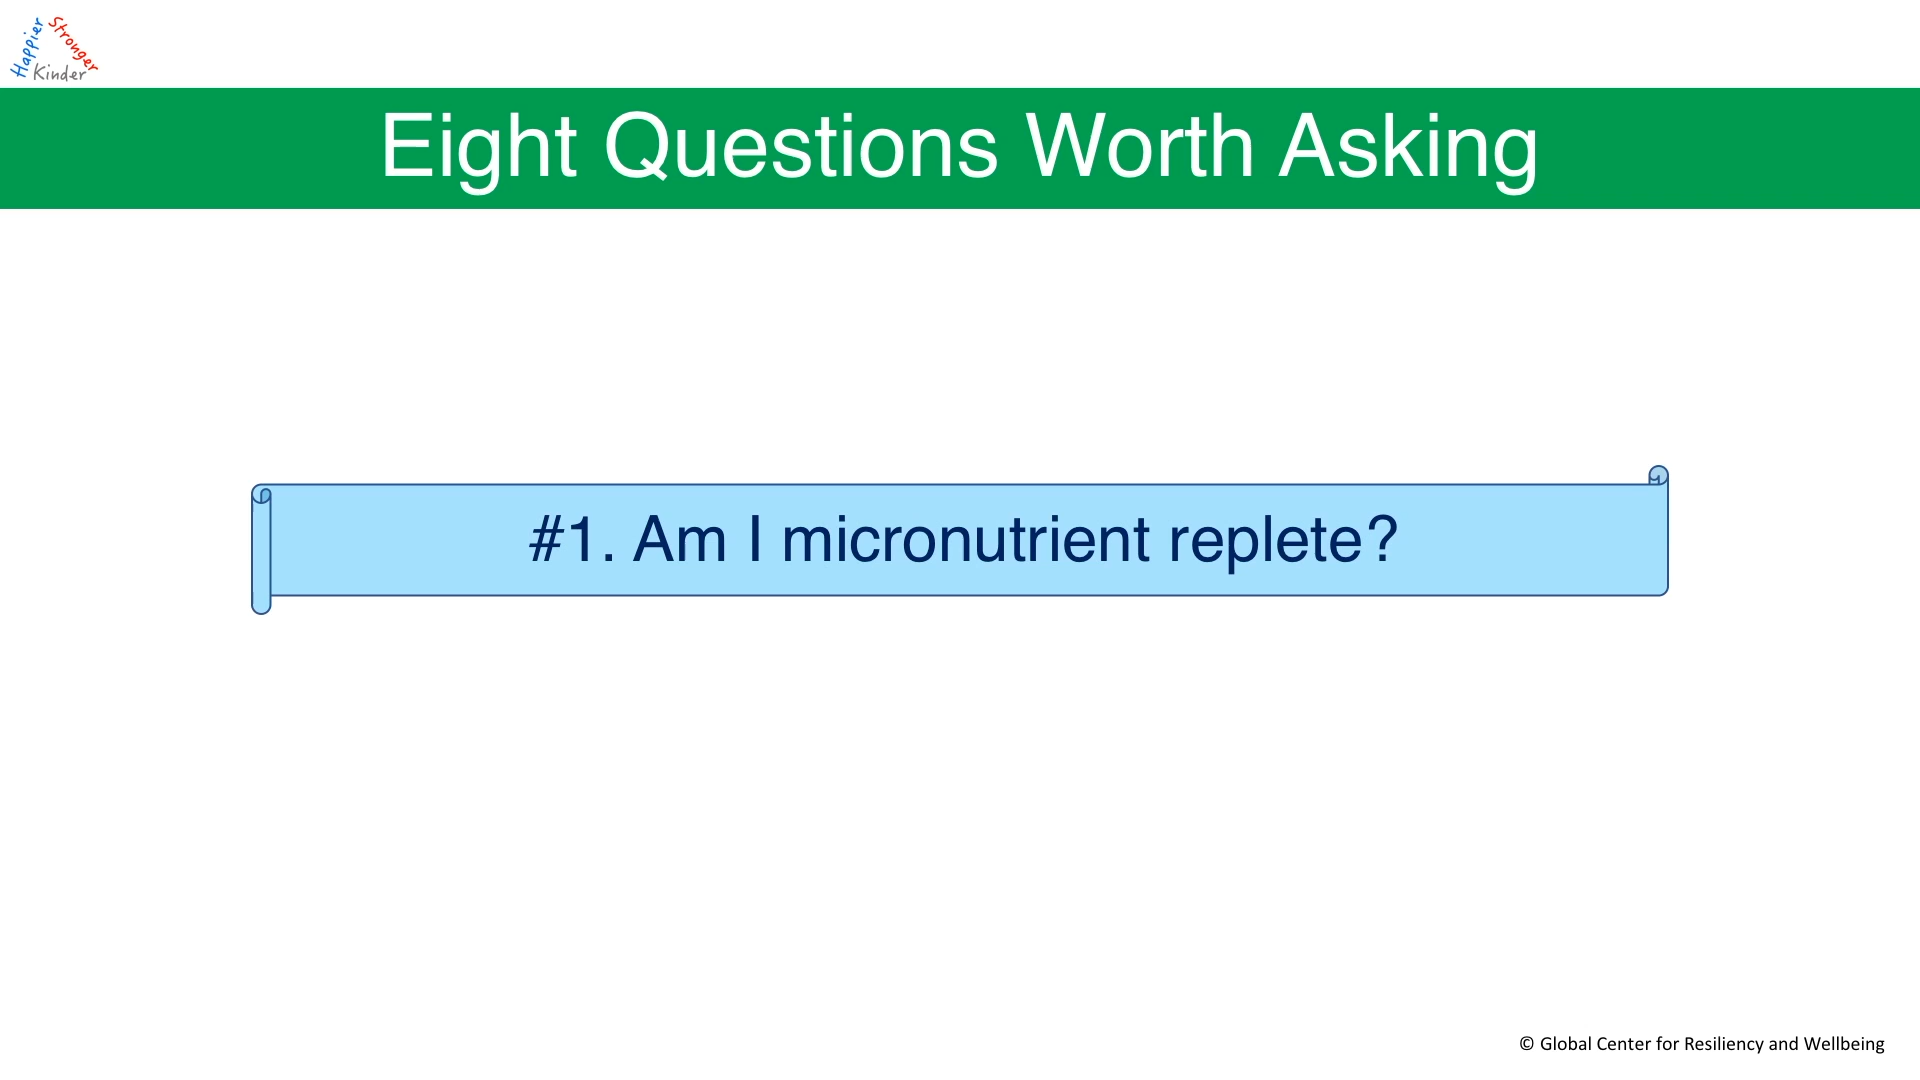 Happier
Stronger
Kinder
Eight Questions Worth Asking
#1. Am I micronutrient replete?
© Global Center for Resiliency and Wellbeing